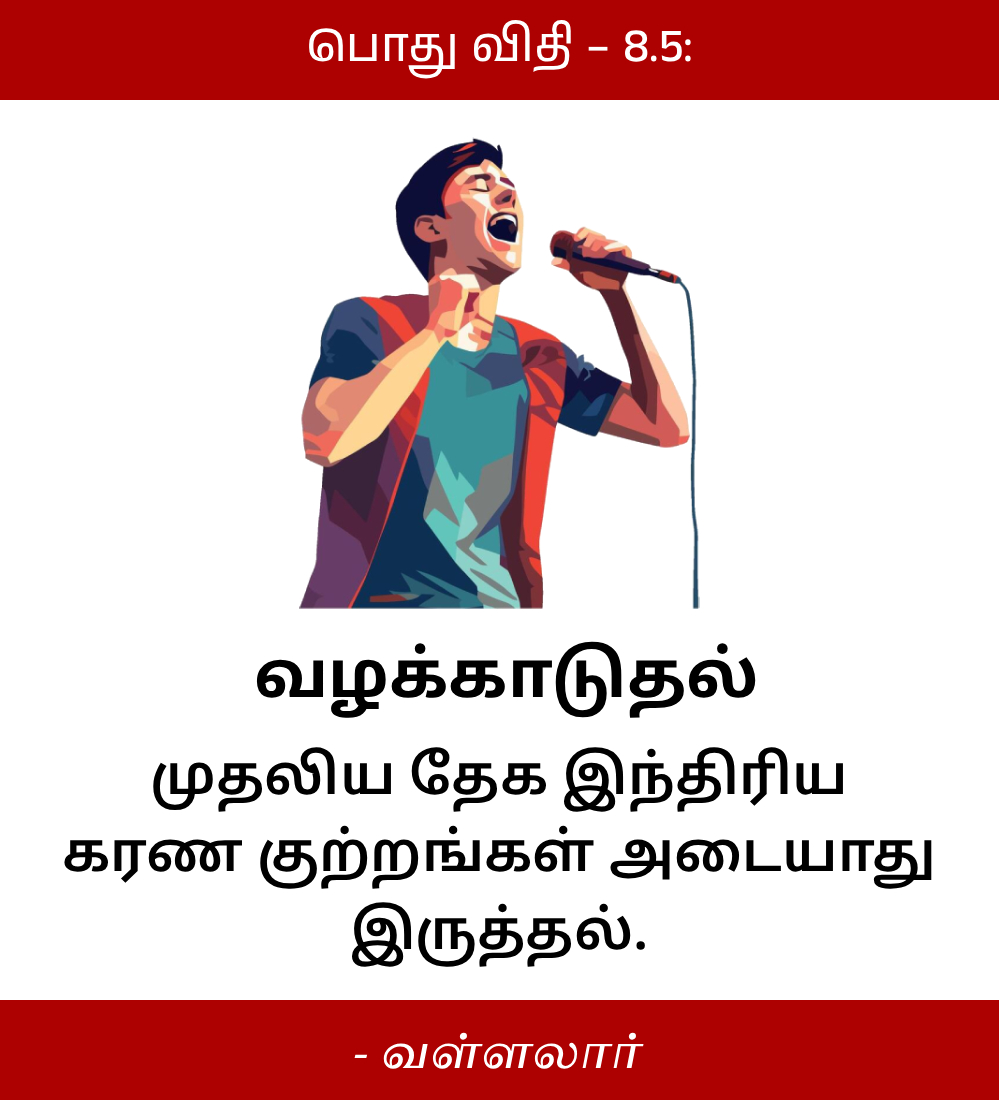 பொது விதி – 8.5:
வழக்காடுதல்
முதலிய தேக இந்திரிய
கரண குற்றங்கள் அடையாது
இருத்தல்.
- வள்ளலார்